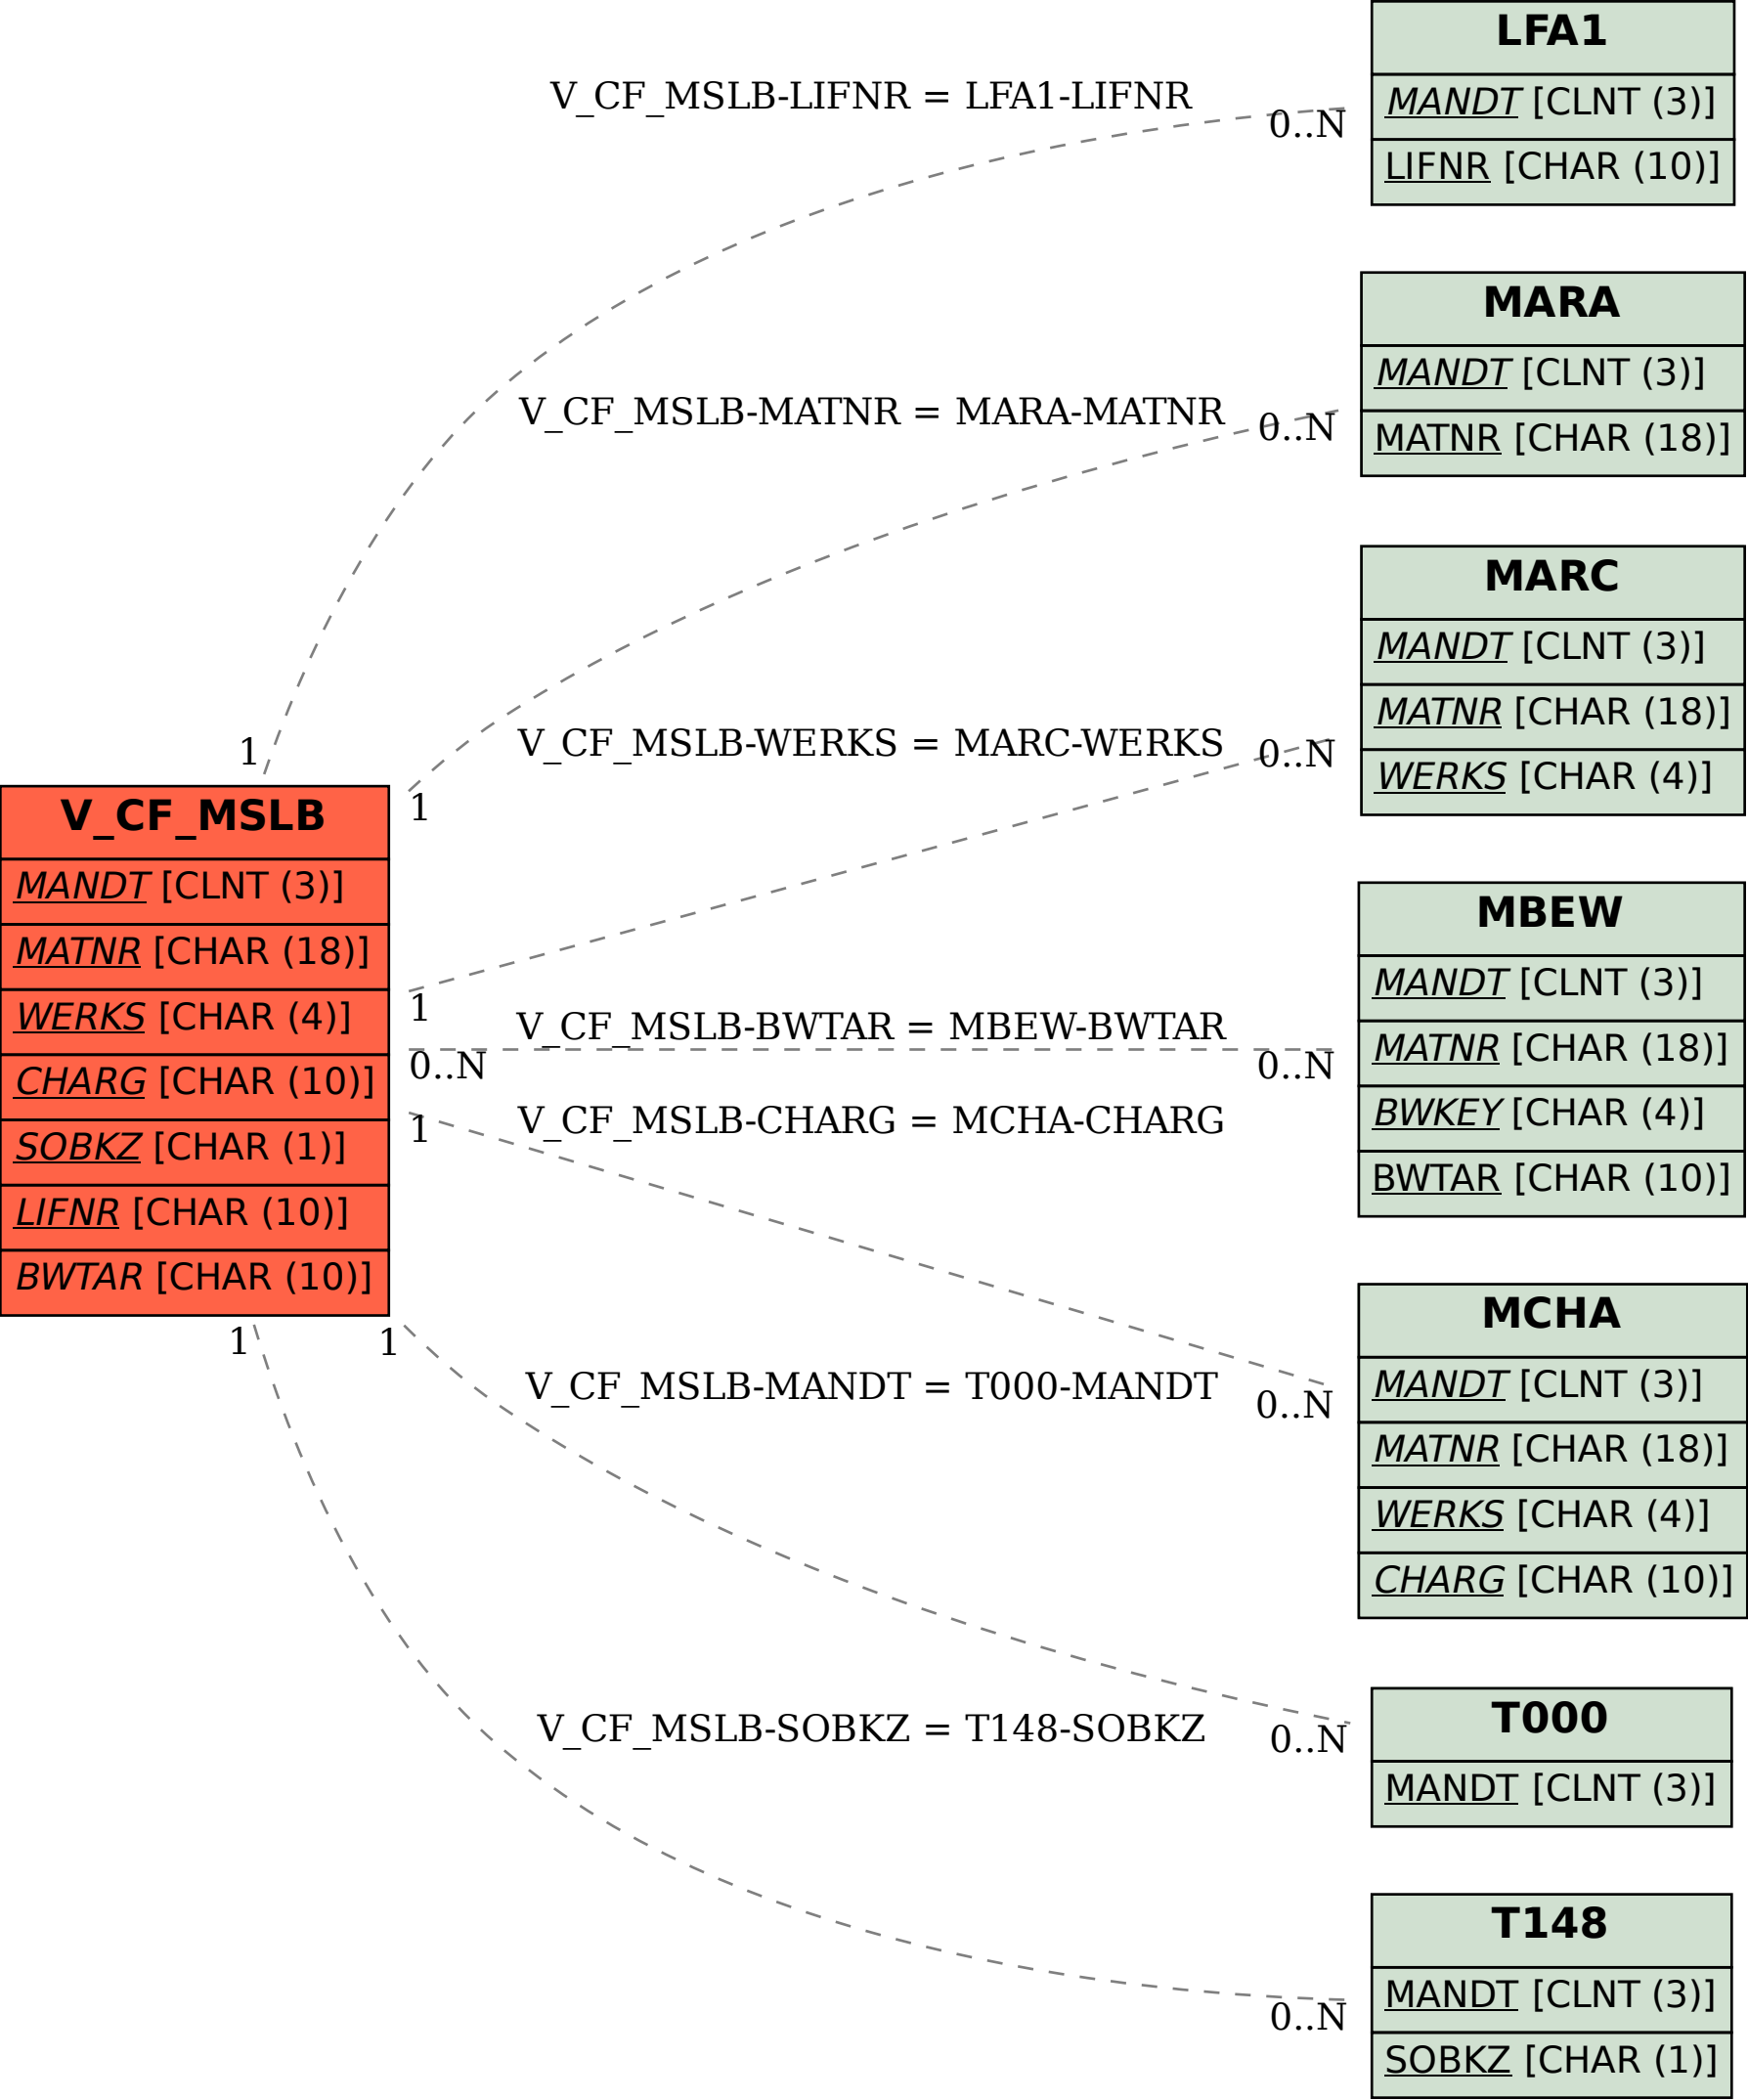 LFA1
MANDT [CLNT (3)]
LIFNR [CHAR (10)]
V_CF_MSLB-LIFNR = LFA1-LIFNR
0..N
1
MARA
MANDT [CLNT (3)]
MATNR [CHAR (18)]
V_CF_MSLB-MATNR = MARA-MATNR
0..N
1
MARC
MANDT [CLNT (3)]
MATNR [CHAR (18)]
WERKS [CHAR (4)]
V_CF_MSLB-WERKS = MARC-WERKS
0..N
1
V_CF_MSLB
MANDT [CLNT (3)]
MATNR [CHAR (18)]
WERKS [CHAR (4)]
CHARG [CHAR (10)]
SOBKZ [CHAR (1)]
LIFNR [CHAR (10)]
BWTAR [CHAR (10)]
MBEW
MANDT [CLNT (3)]
MATNR [CHAR (18)]
BWKEY [CHAR (4)]
BWTAR [CHAR (10)]
V_CF_MSLB-BWTAR = MBEW-BWTAR
0..N
0..N
V_CF_MSLB-CHARG = MCHA-CHARG
1
0..N
MCHA
MANDT [CLNT (3)]
MATNR [CHAR (18)]
WERKS [CHAR (4)]
CHARG [CHAR (10)]
V_CF_MSLB-MANDT = T000-MANDT
1
0..N
T000
MANDT [CLNT (3)]
V_CF_MSLB-SOBKZ = T148-SOBKZ
1
0..N
T148
MANDT [CLNT (3)]
SOBKZ [CHAR (1)]